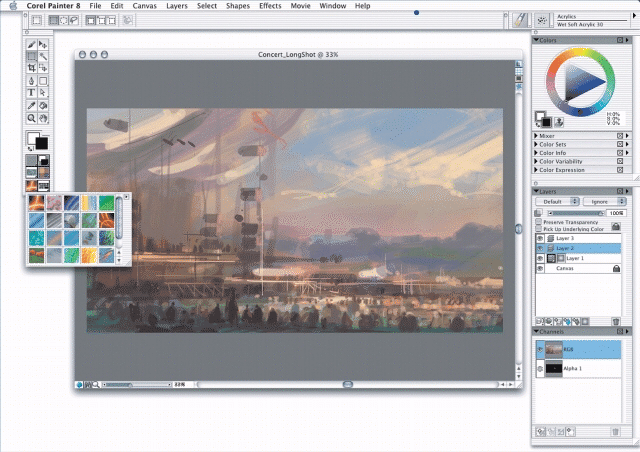 Corel Painter 8 File Edit Canvas Layers Select Shapes Effects Movie Window Help
Acrylics
Wet Soft Acrylic 30
Concert_LongShot @ 33%
Colors
H: 0%
S: 0%
V: 0%
Mixer
Color Sets
Color Info
Color Variability
Color Expression
Layers
Default Ignore
100%
Preserve Transparency
Pick Up Underlying Color
Layer 3
Layer 2
Layer 1
Canvas
Channels
RGB
Alpha 1
T
33%